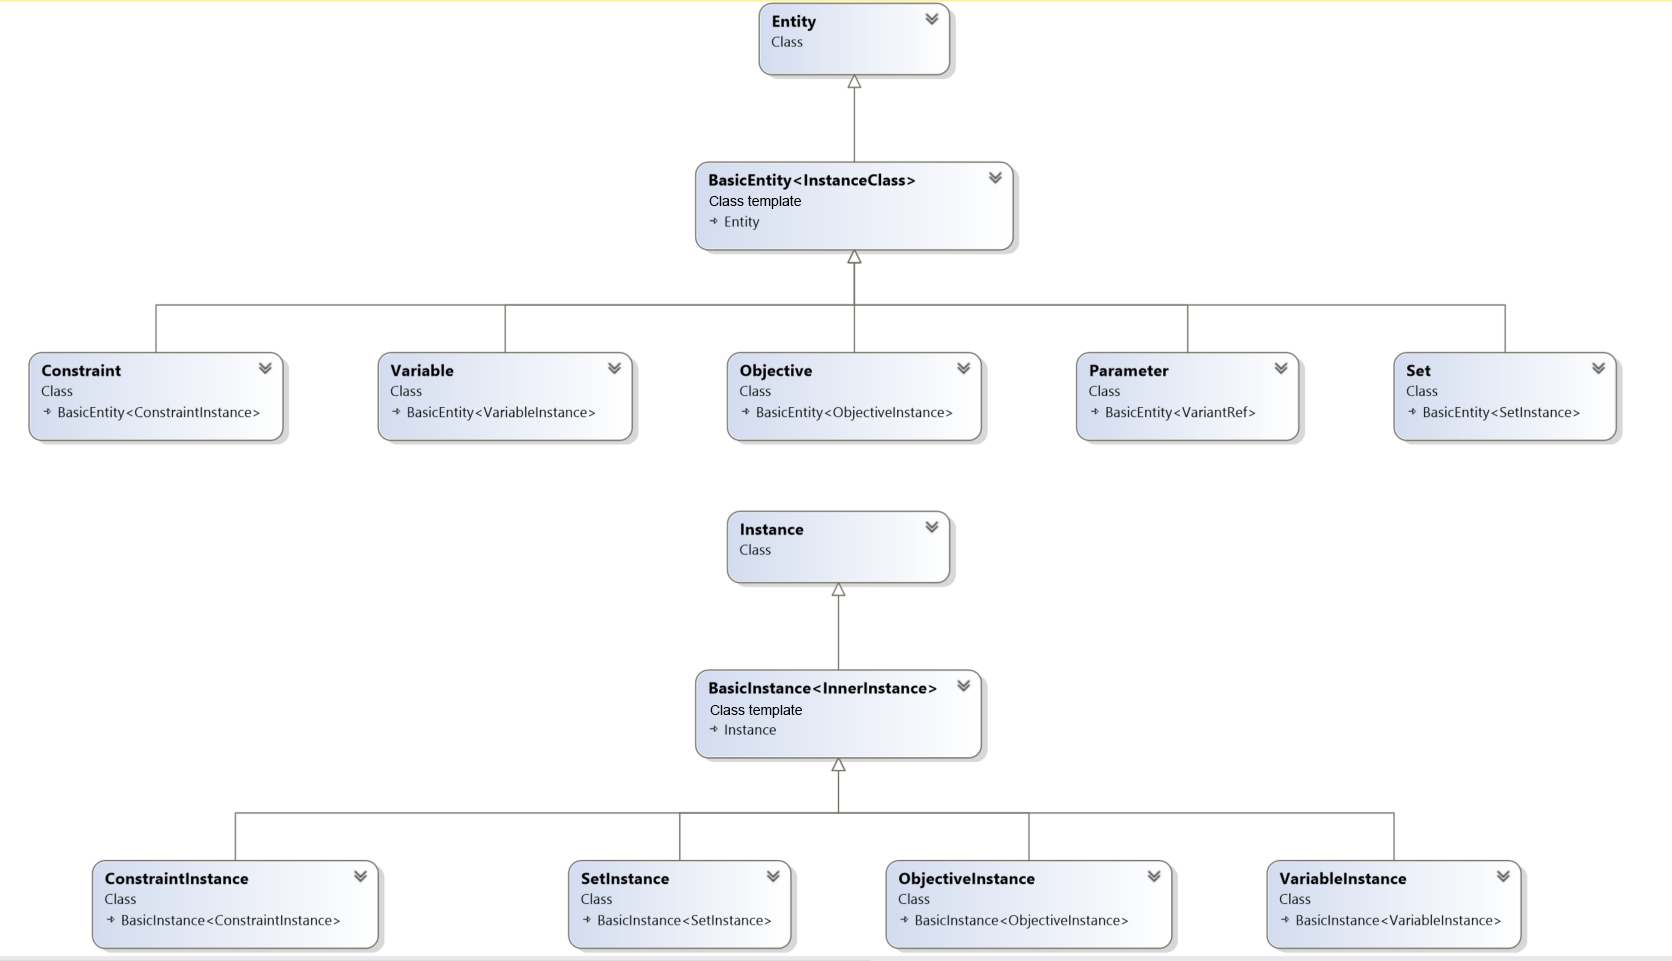 Entity
Class
BasicEntity<InstanceClass>
Class template
Entity
Constraint
Class
BasicEntity<ConstraintInstance>
Variable
Class
BasicEntity<VariableInstance>
Objective
Class
BasicEntity<ObjectiveInstance>
Parameter
Class
BasicEntity<VariantRef>
Set
Class
BasicEntity<SetInstance>
Instance
Class
BasicInstance<InnerInstance>
Class template
Instance
ConstraintInstance
Class
BasicInstance<ConstraintInstance>
SetInstance
Class
BasicInstance<SetInstance>
ObjectiveInstance
Class
BasicInstance<ObjectiveInstance>
VariableInstance
Class
BasicInstance<VariableInstance>